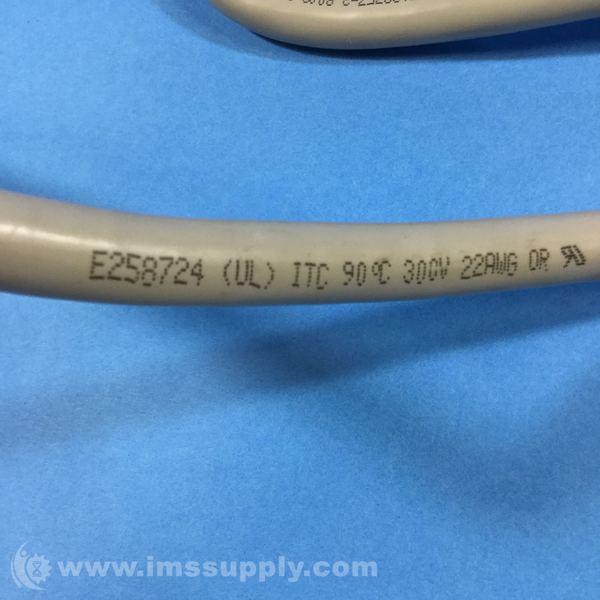 E258724 (UL) ITC 90°C 300V 22AWG OR
www.imssupply.com